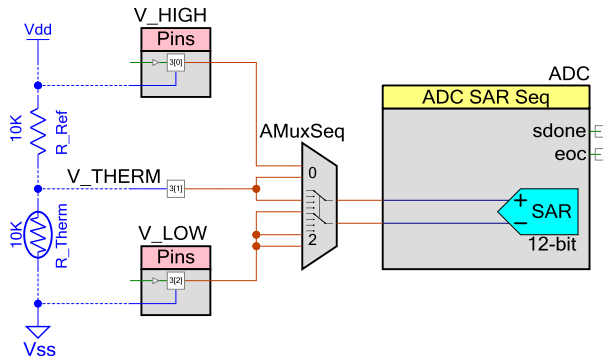 V_HIGH
Vdd
Pins
3[0]
ADC
ADC SAR Seq
10K
R_Ref
AMuxSeq
sdone
0
eoc
V_THERM
3[1]
+
SAR
-
10K
R_Therm
V_LOW
2
12-bit
Pins
3[2]
Vss